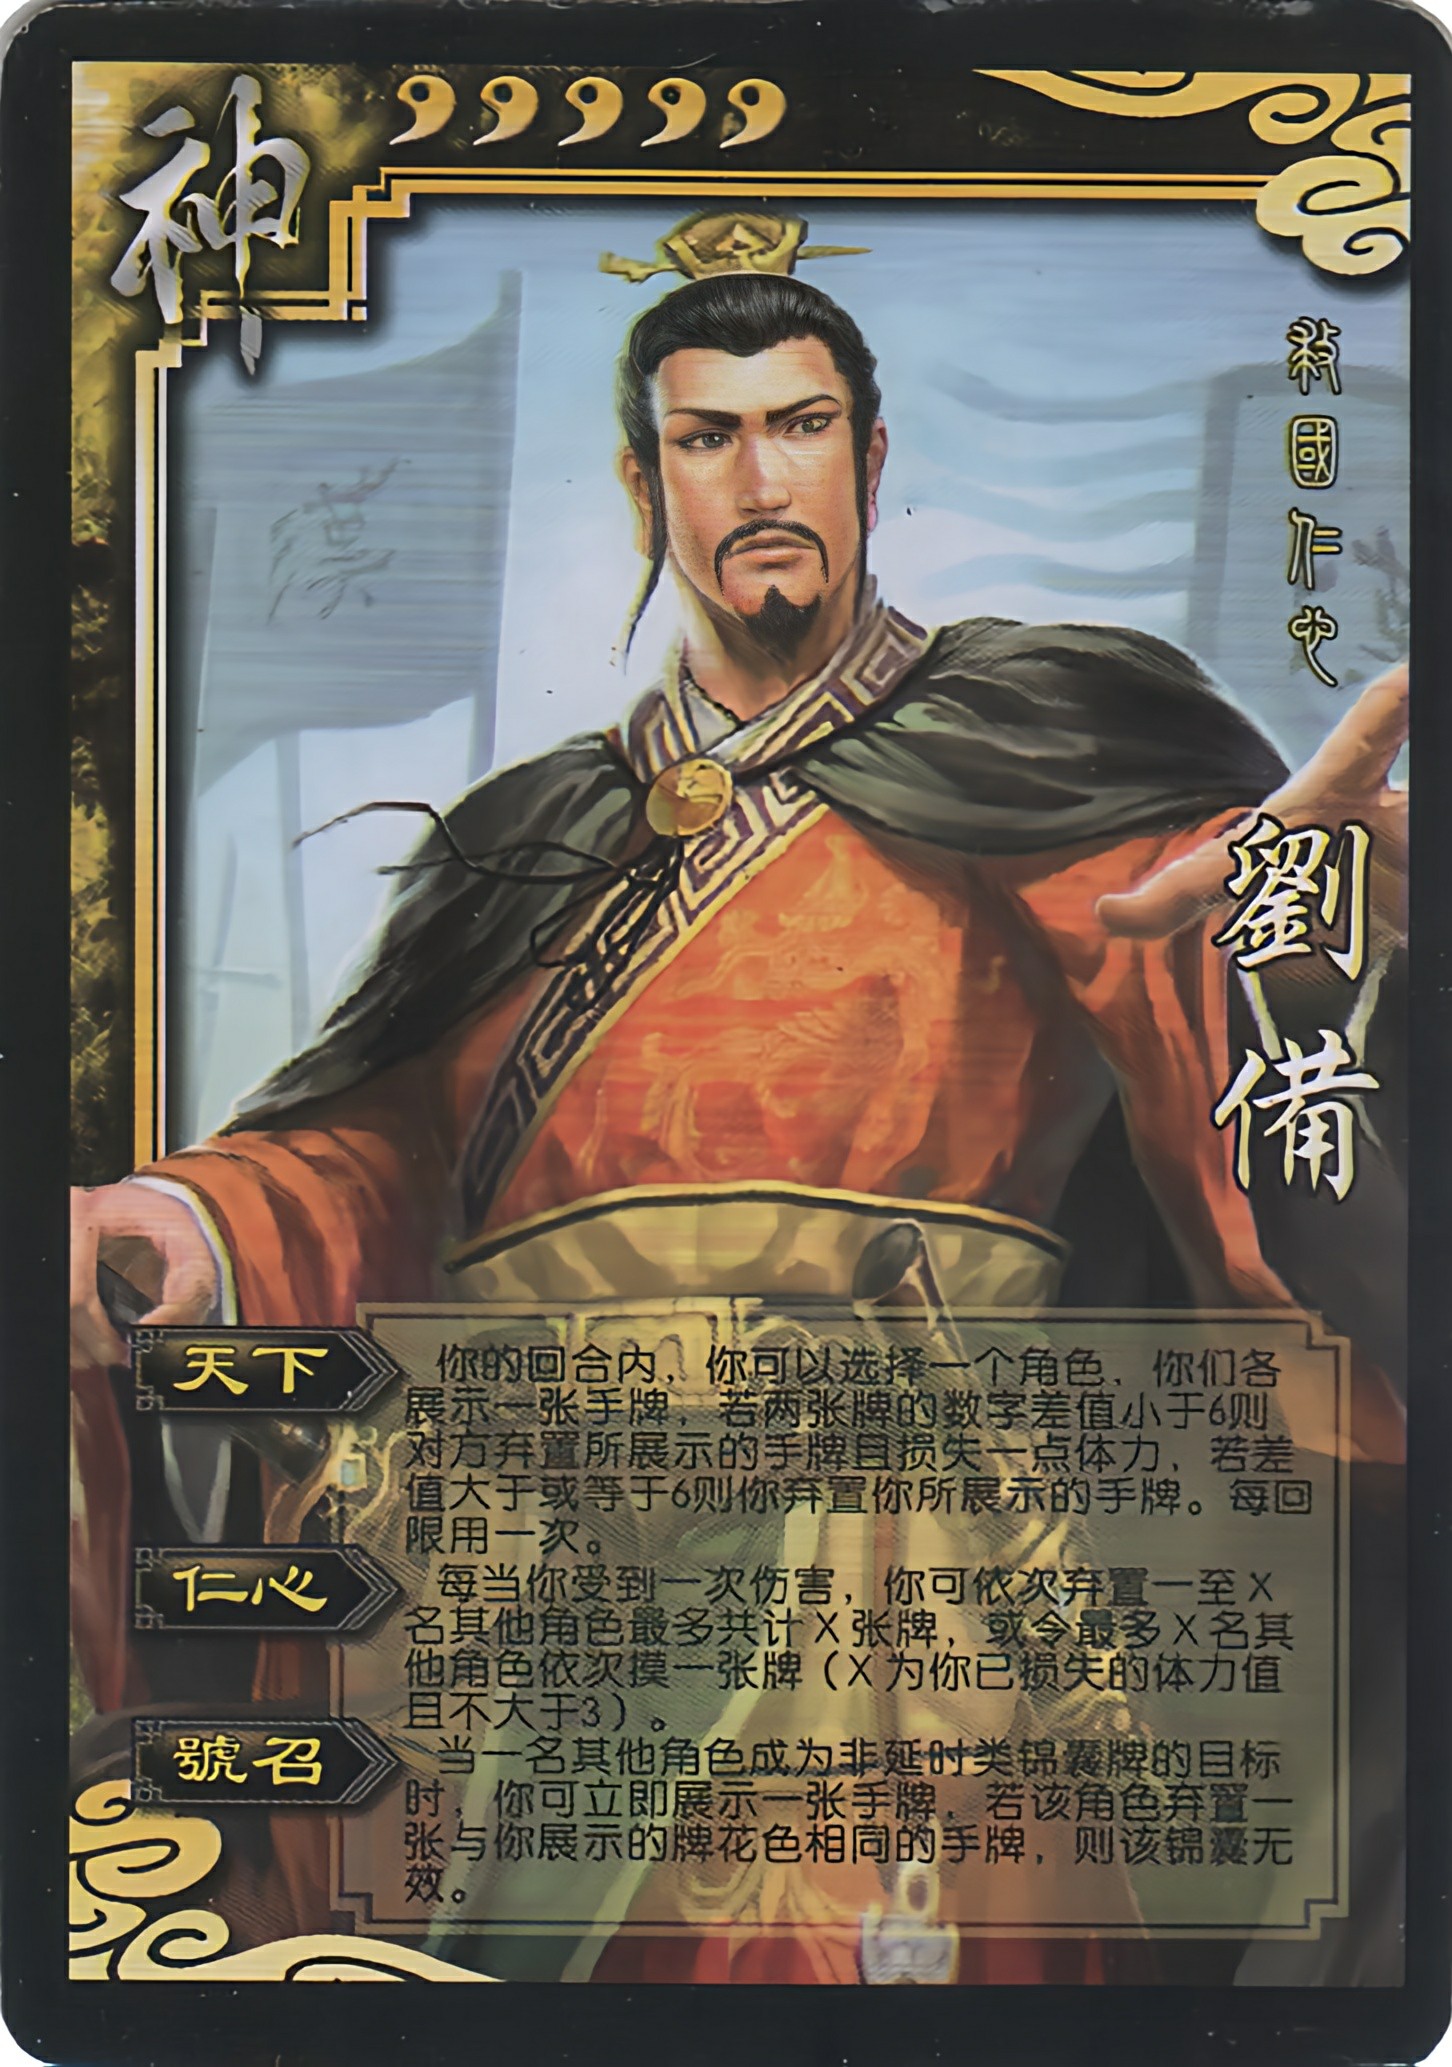 神
救國仁也
劉備
天下
你的回合内，你可以选择一个角色，你们各
展示一张手牌，若两张牌的数字差值小于6则
对方弃置所展示的手牌且损失一点体力，若差
值大于或等于6则你弃置你所展示的手牌。每回
限用一次。
仁心
每当你受到一次伤害，你可依次弃置一至X
名其他角色最多共计X张牌，或令最多X名其
他角色依次摸一张牌（X为你已损失的体力值
且不大于3）。
號召
当一名其他角色成为非延时类锦囊牌的目标
时，你可立即展示一张手牌，若该角色弃置一
张与你展示的牌花色相同的手牌，则该锦囊无
效。